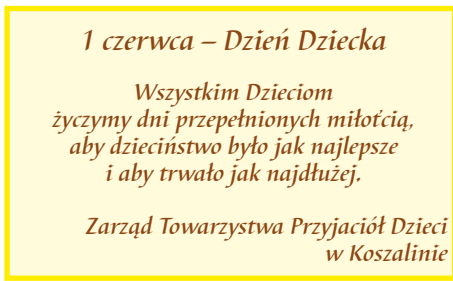 1 czerwca – Dzień Dziecka
Wszystkim Dzieciom
życzymy dni przepełnionych miłoťcią,
aby dzieciństwo było jak najlepsze
i aby trwało jak najdłużej.
Zarząd Towarzystwa Przyjaciół Dzieci
w Koszalinie